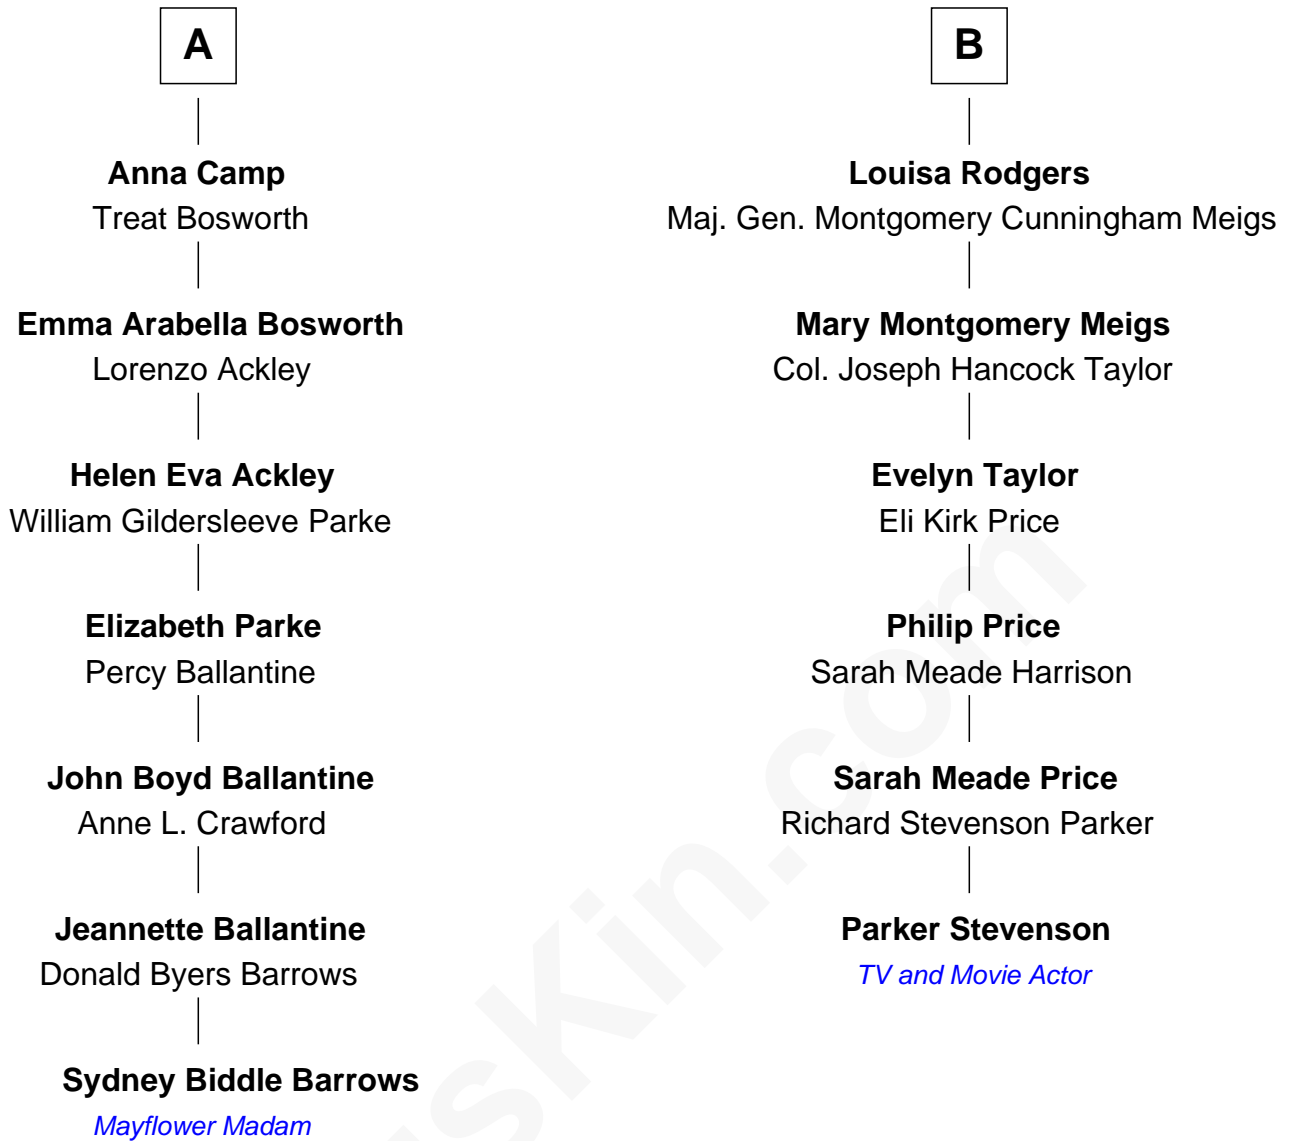 A
Anna Camp
Treat Bosworth
Emma Arabella Bosworth
Lorenzo Ackley
Helen Eva Ackley
William Gildersleeve Parke
Elizabeth Parke
Percy Ballantine
John Boyd Ballantine
Anne L. Crawford
Jeannette Ballantine
Donald Byers Barrows
Sydney Biddle Barrows
Mayflower Madam
B
Louisa Rodgers
Maj. Gen. Montgomery Cunningham Meigs
Mary Montgomery Meigs
Col. Joseph Hancock Taylor
Evelyn Taylor
Eli Kirk Price
Philip Price
Sarah Meade Harrison
Sarah Meade Price
Richard Stevenson Parker
Parker Stevenson
TV and Movie Actor